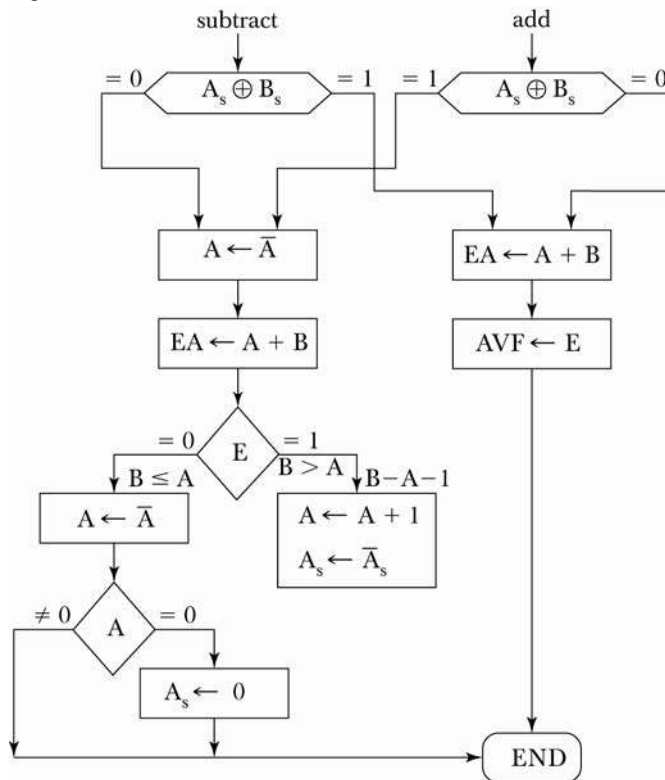 subtract add
= 0 A_s ⊕ B_s = 1 = 1 A_s ⊕ B_s = 0
A ← A̅ EA ← A + B
EA ← A + B AVF ← E
= 0 E = 1
B ≤ A B > A B−A−1
A ← A̅ A ← A + 1
A_s ← A̅_s
≠ 0 A = 0
A_s ← 0
END